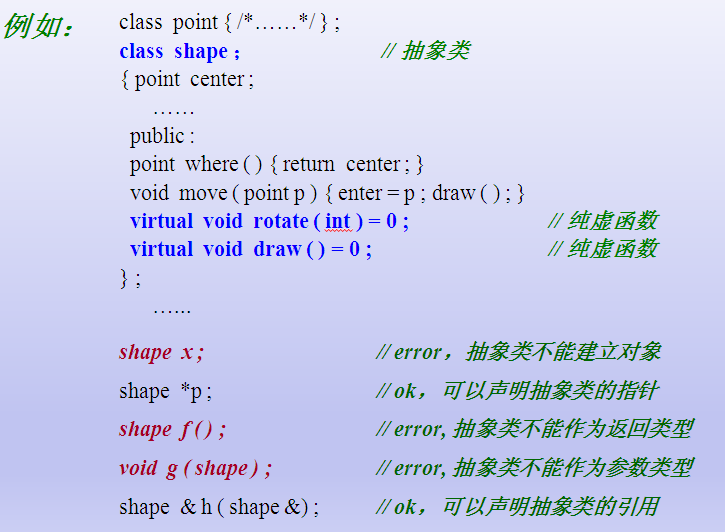 例如： class point { /*……*/ } ;
class shape ； // 抽象类
{ point center ;
……
public :
point where ( ) { return center ; }
void move ( point p ) { enter = p ; draw ( ) ; }
virtual void rotate ( int ) = 0 ; // 纯虚函数
virtual void draw ( ) = 0 ; // 纯虚函数
} ;
…...
shape x ; // error，抽象类不能建立对象
shape *p ; // ok，可以声明抽象类的指针
shape f ( ) ; // error, 抽象类不能作为返回类型
void g ( shape ) ; // error, 抽象类不能作为参数类型
shape & h ( shape &) ; // ok，可以声明抽象类的引用